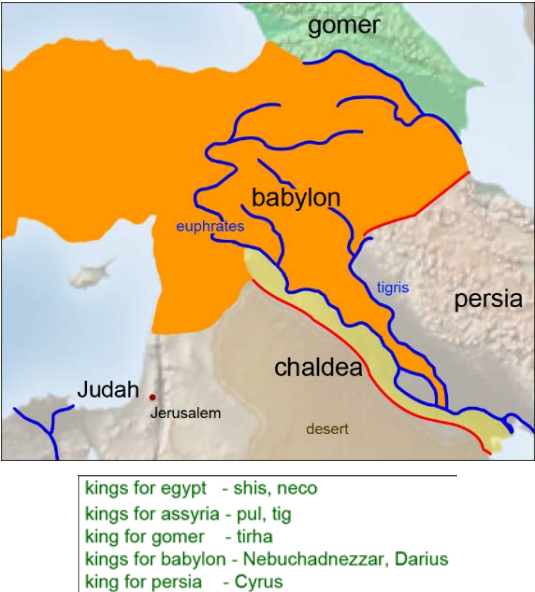 gomer
babylon
euphrates
tigris
persia
chaldea
Judah
Jerusalem
desert
kings for egypt - shis, neco
kings for assyria - pul, tig
king for gomer - tirha
kings for babylon - Nebuchadnezzar, Darius
king for persia - Cyrus